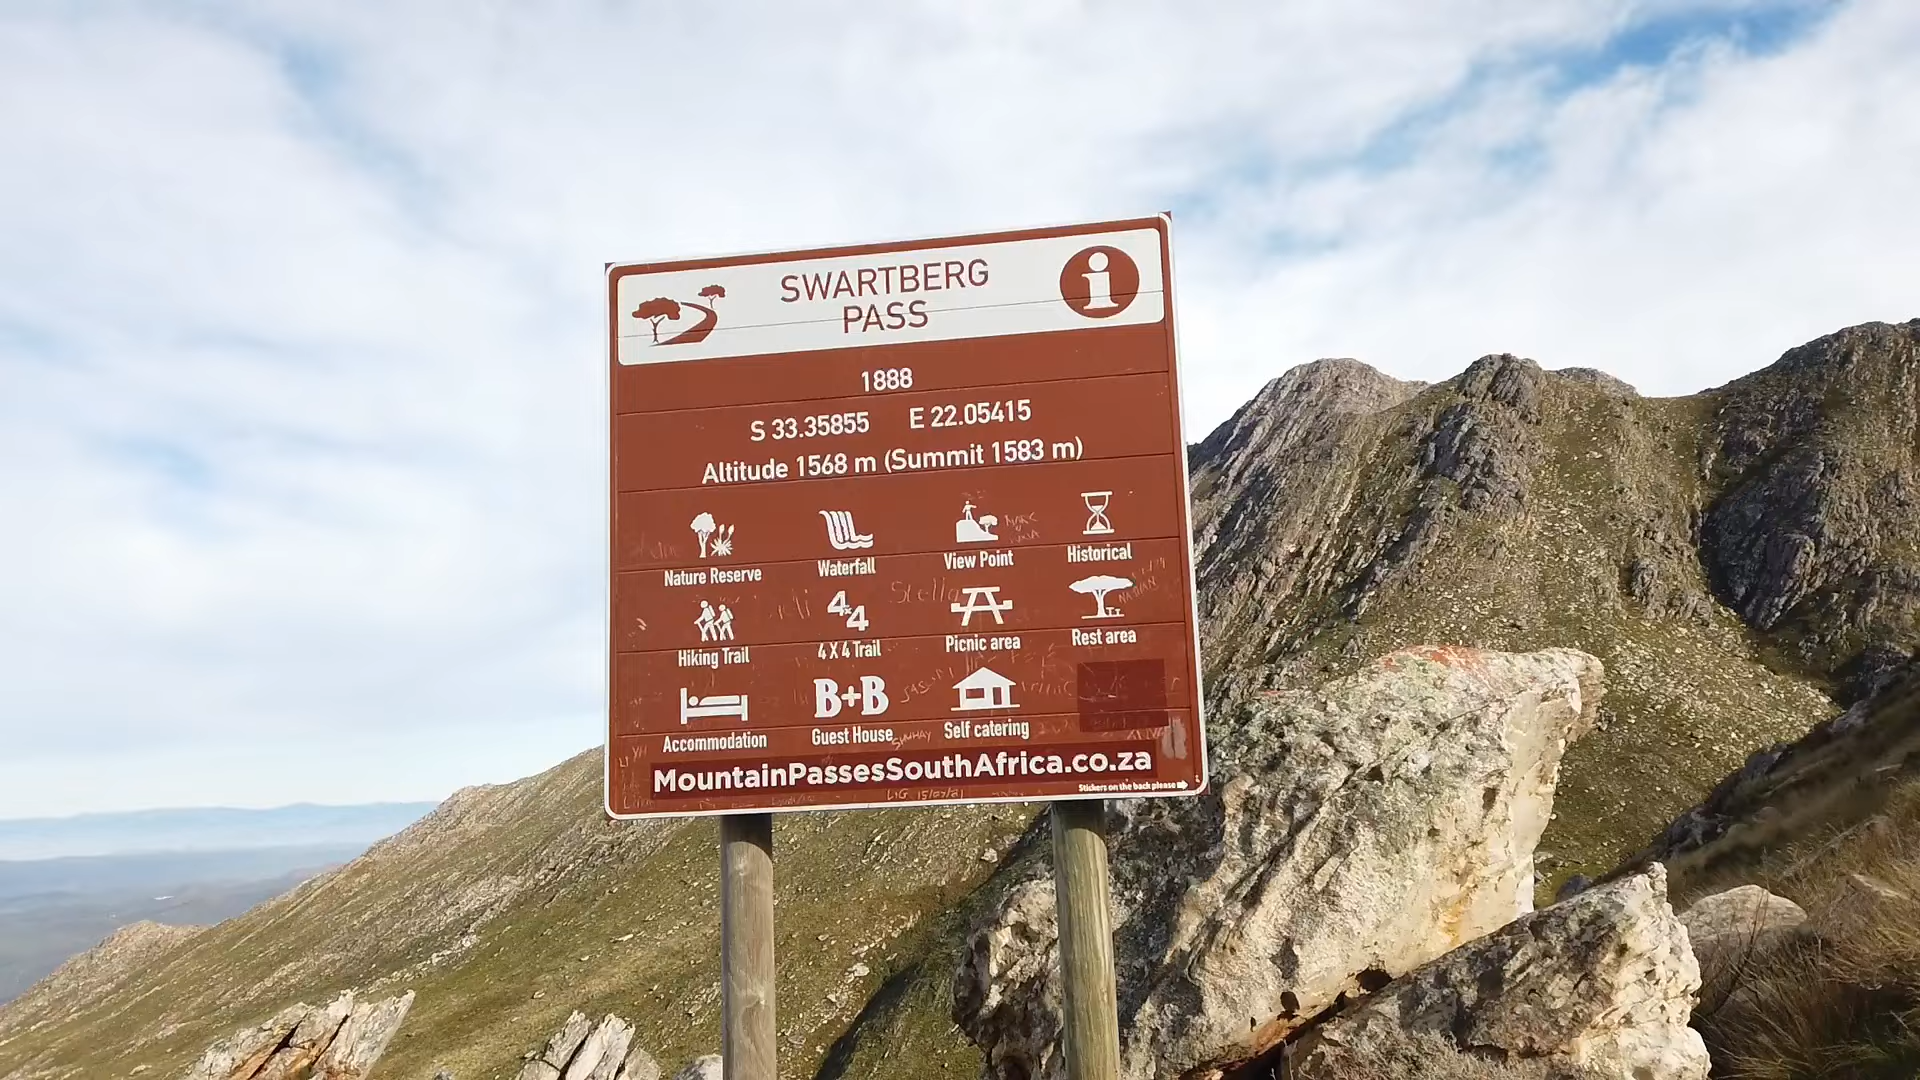 SWARTBERG
PASS
i
1888
S 33.35855 E 22.05415
Altitude 1568 m (Summit 1583 m)
Nature Reserve Waterfall View Point Historical
Stella
4x4
Hiking Trail 4 X 4 Trail Picnic area Rest area
B+B
Accommodation Guest House Self catering
MountainPassesSouthAfrica.co.za
Stickers on the back please